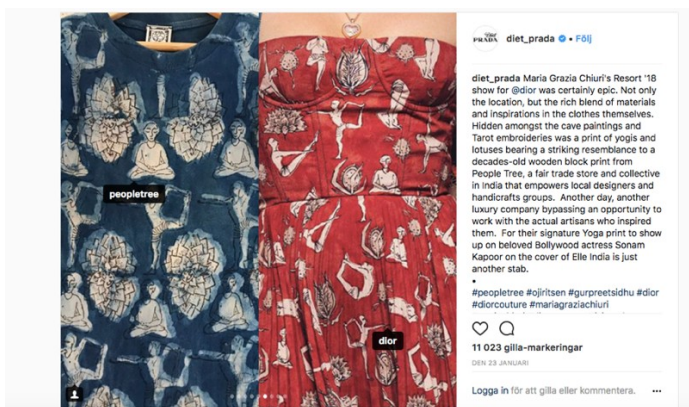 peopletree
dior
PRADA
diet_prada • Följ
diet_prada Maria Grazia Chiuri's Resort '18
show for @dior was certainly epic. Not only
the location, but the rich blend of materials
and inspirations in the clothes themselves.
Hidden amongst the cave paintings and
Tarot embroideries was a print of yogis and
lotuses bearing a striking resemblance to a
decades-old wooden block print from
People Tree, a fair trade store and collective
in India that empowers local designers and
handicrafts groups. Another day, another
luxury company bypassing an opportunity to
work with the actual artisans who inspired
them. For their signature Yoga print to show
up on beloved Bollywood actress Sonam
Kapoor on the cover of Elle India is just
another stab.
•
#peopletree #ojiritsen #gurpreetsidhu #dior
#diorcouture #mariagraziachiuri
11 023 gilla-markeringar
DEN 23 JANUARI
Logga in för att gilla eller kommentera.